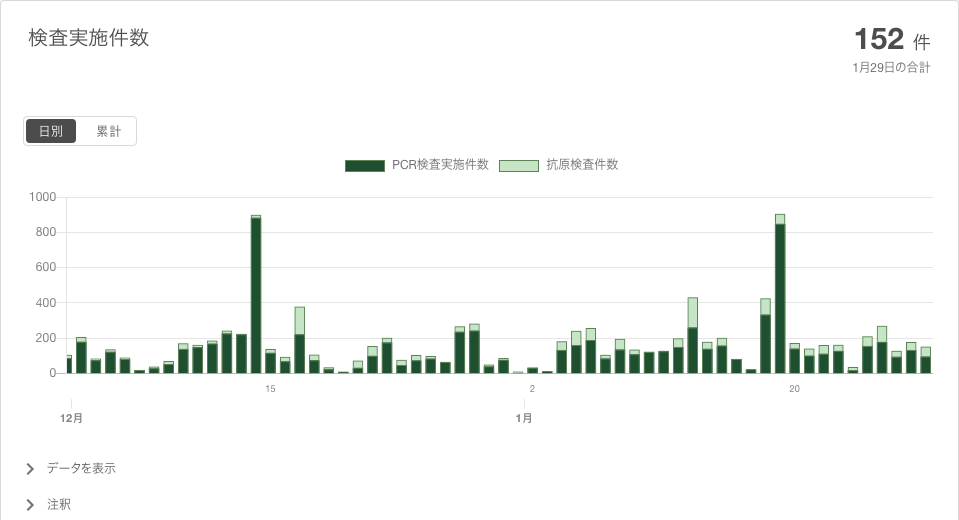 検査実施件数
152 件
1月29日の合計
日別 累計
PCR検査実施件数 抗原検査件数
1000
800
600
400
200
0
15 2 20
12月 1月
データを表示
注釈